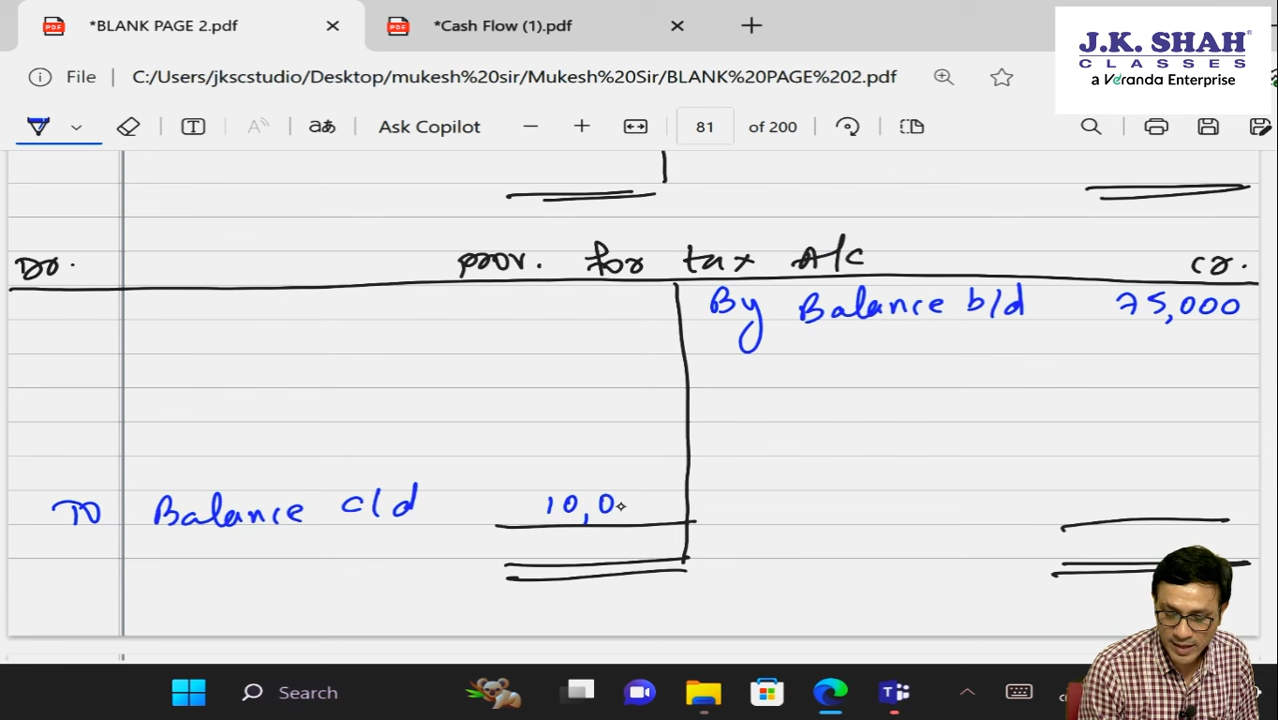 *BLANK PAGE 2.pdf
*Cash Flow (1).pdf
J.K. SHAH®
CLASSES
a Veranda Enterprise
File C:/Users/jkscstudio/Desktop/mukesh%20sir/Mukesh%20Sir/BLANK%20PAGE%202.pdf
aあ Ask Copilot 81 of 200
Dr. prov. for tax A/c cr.
By Balance b/d 75,000
To Balance c/d 10,0
Search